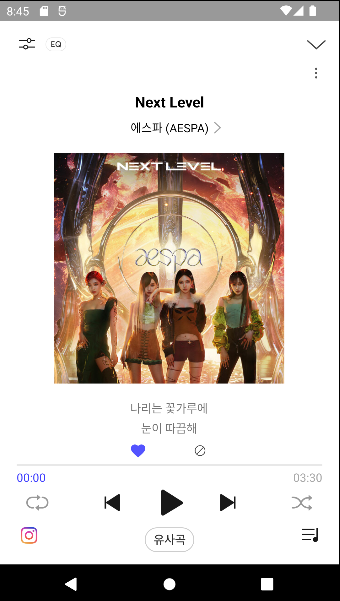 8:45
EQ
Next Level
에스파 (AESPA)
NEXT LEVEL.
æspa
나리는 꽃가루에
눈이 따끔해
00:00
03:30
유사곡